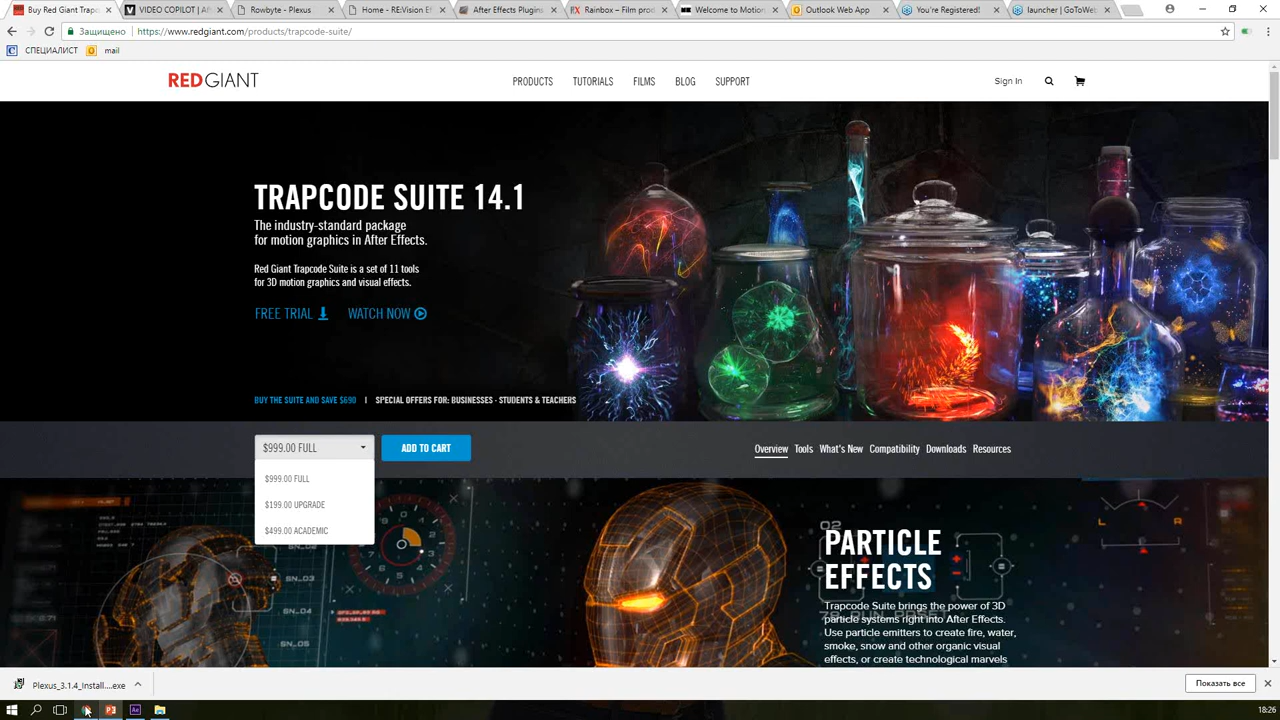 Buy Red Giant Trapc
VIDEO COPILOT | Aft
Rowbyte - Plexus
Home - RE:Vision Ef
After Effects Plugins
Rainbox – Film prod
Welcome to Motion
Outlook Web App
You're Registered!
launcher | GoToWeb
Защищено
https://www.redgiant.com/products/trapcode-suite/
СПЕЦИАЛИСТ
mail
REDGIANT
PRODUCTS
TUTORIALS
FILMS
BLOG
SUPPORT
Sign In
TRAPCODE SUITE 14.1
The industry-standard package
for motion graphics in After Effects.
Red Giant Trapcode Suite is a set of 11 tools
for 3D motion graphics and visual effects.
FREE TRIAL
WATCH NOW
BUY THE SUITE AND SAVE $690 | SPECIAL OFFERS FOR: BUSINESSES · STUDENTS & TEACHERS
$999.00 FULL
ADD TO CART
Overview
Tools
What's New
Compatibility
Downloads
Resources
$999.00 FULL
$199.00 UPGRADE
$499.00 ACADEMIC
SN_03
SN_04
SN_05
02
L
A
PARTICLE
EFFECTS
Trapcode Suite brings the power of 3D
particle systems right into After Effects.
Use particle emitters to create fire, water,
smoke, snow and other organic visual
effects, or create technological marvels
Plexus_3.1.4_Install....exe
Показать все
18:26